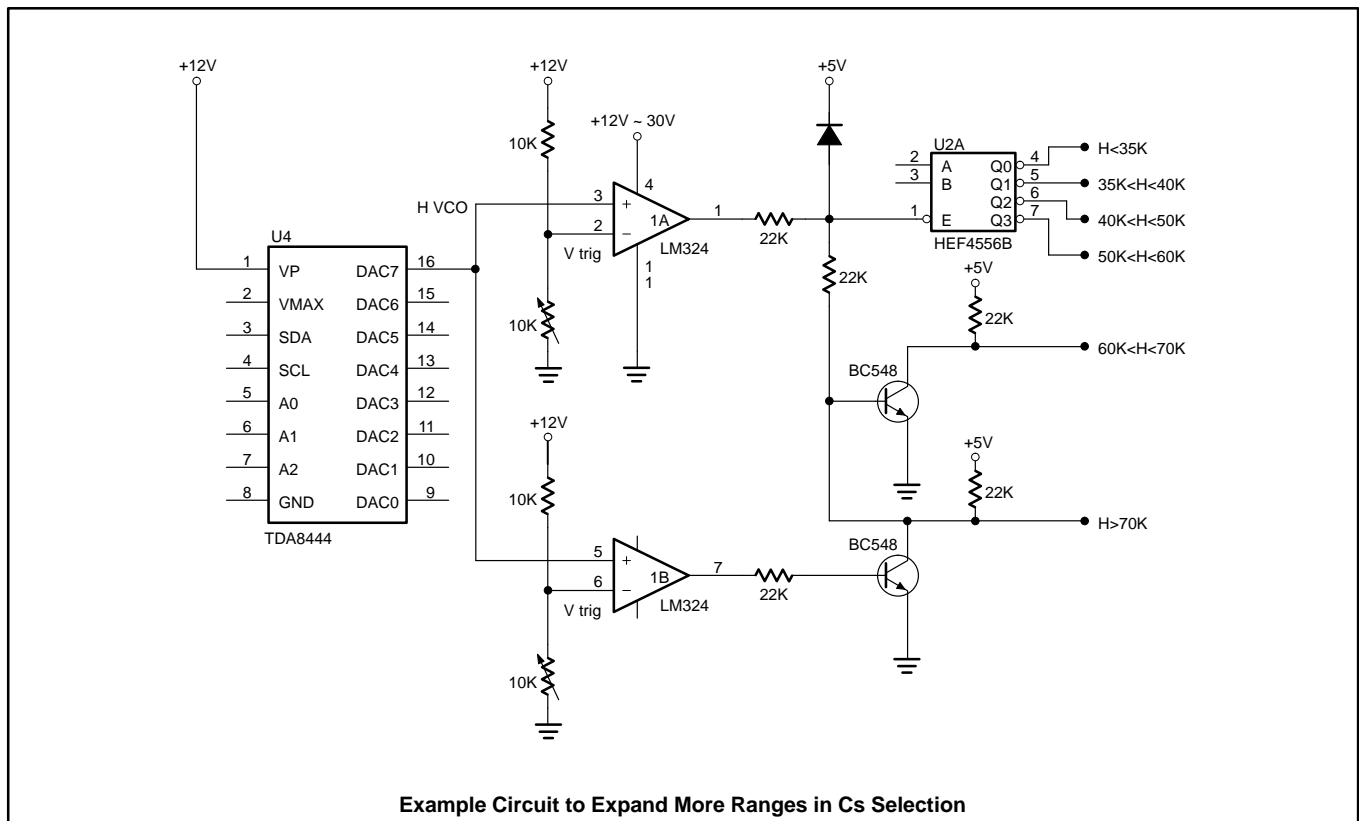 +12V
+12V
+5V
+12V ~ 30V
10K
4
H VCO
3
+
1A
1
2
−
LM324
V trig
1
1
10K
22K
22K
U2A
2 A Q0 4
3 B Q1 5
Q2 6
1 E Q3 7
HEF4556B
H<35K
35K<H<40K
40K<H<50K
50K<H<60K
U4
1 VP DAC7 16
2 VMAX DAC6 15
3 SDA DAC5 14
4 SCL DAC4 13
5 A0 DAC3 12
6 A1 DAC2 11
7 A2 DAC1 10
8 GND DAC0 9
TDA8444
+5V
22K
60K<H<70K
BC548
+12V
10K
5
+
1B
7
6
−
LM324
V trig
10K
22K
+5V
22K
H>70K
BC548
Example Circuit to Expand More Ranges in Cs Selection